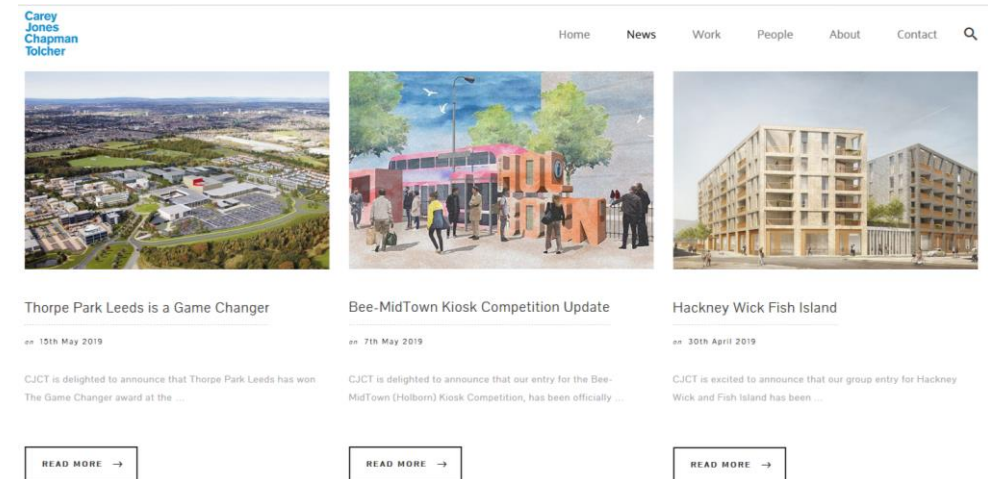 Carey
Jones
Chapman
Tolcher
Home News Work People About Contact
HOL
BORN
Thorpe Park Leeds is a Game Changer
on 15th May 2019
CJCT is delighted to announce that Thorpe Park Leeds has won
The Game Changer award at the ...
READ MORE →
Bee-MidTown Kiosk Competition Update
on 7th May 2019
CJCT is delighted to announce that our entry for the Bee-
MidTown (Holborn) Kiosk Competition, has been officially ...
READ MORE →
Hackney Wick Fish Island
on 30th April 2019
CJCT is excited to announce that our group entry for Hackney
Wick and Fish Island has been ...
READ MORE →